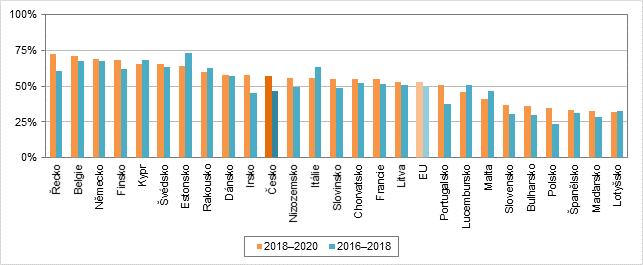 100%
75%
50%
25%
0%
Řecko
Belgie
Německo
Finsko
Kypr
Švédsko
Estonsko
Rakousko
Dánsko
Irsko
Česko
Nizozemsko
Itálie
Slovinsko
Chorvatsko
Francie
Litva
EU
Portugalsko
Lucembursko
Malta
Slovensko
Bulharsko
Polsko
Španělsko
Maďarsko
Lotyšsko
2018–2020 2016–2018